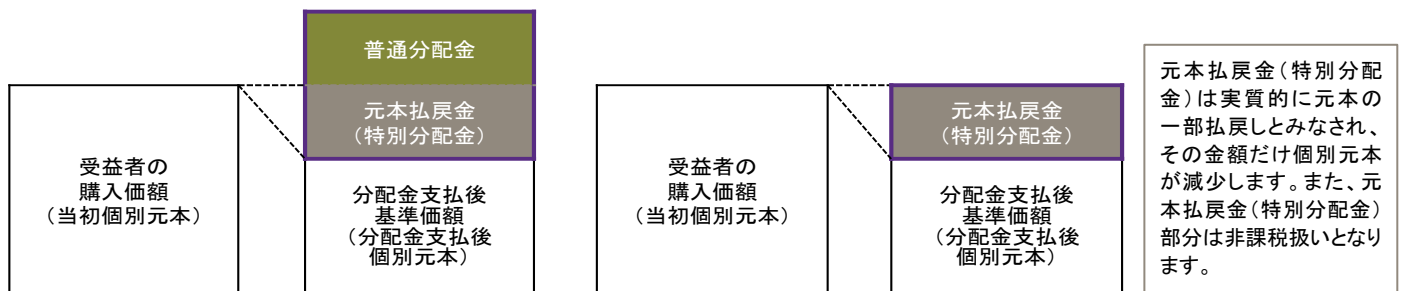 普通分配金
元本払戻金
（特別分配金）
受益者の
購入価額
（当初個別元本）
分配金支払後
基準価額
（分配金支払後
個別元本）
元本払戻金
（特別分配金）
受益者の
購入価額
（当初個別元本）
分配金支払後
基準価額
（分配金支払後
個別元本）
元本払戻金（特別分配
金）は実質的に元本の
一部払戻しとみなされ、
その金額だけ個別元本
が減少します。また、元
本払戻金（特別分配金）
部分は非課税扱いとなり
ます。